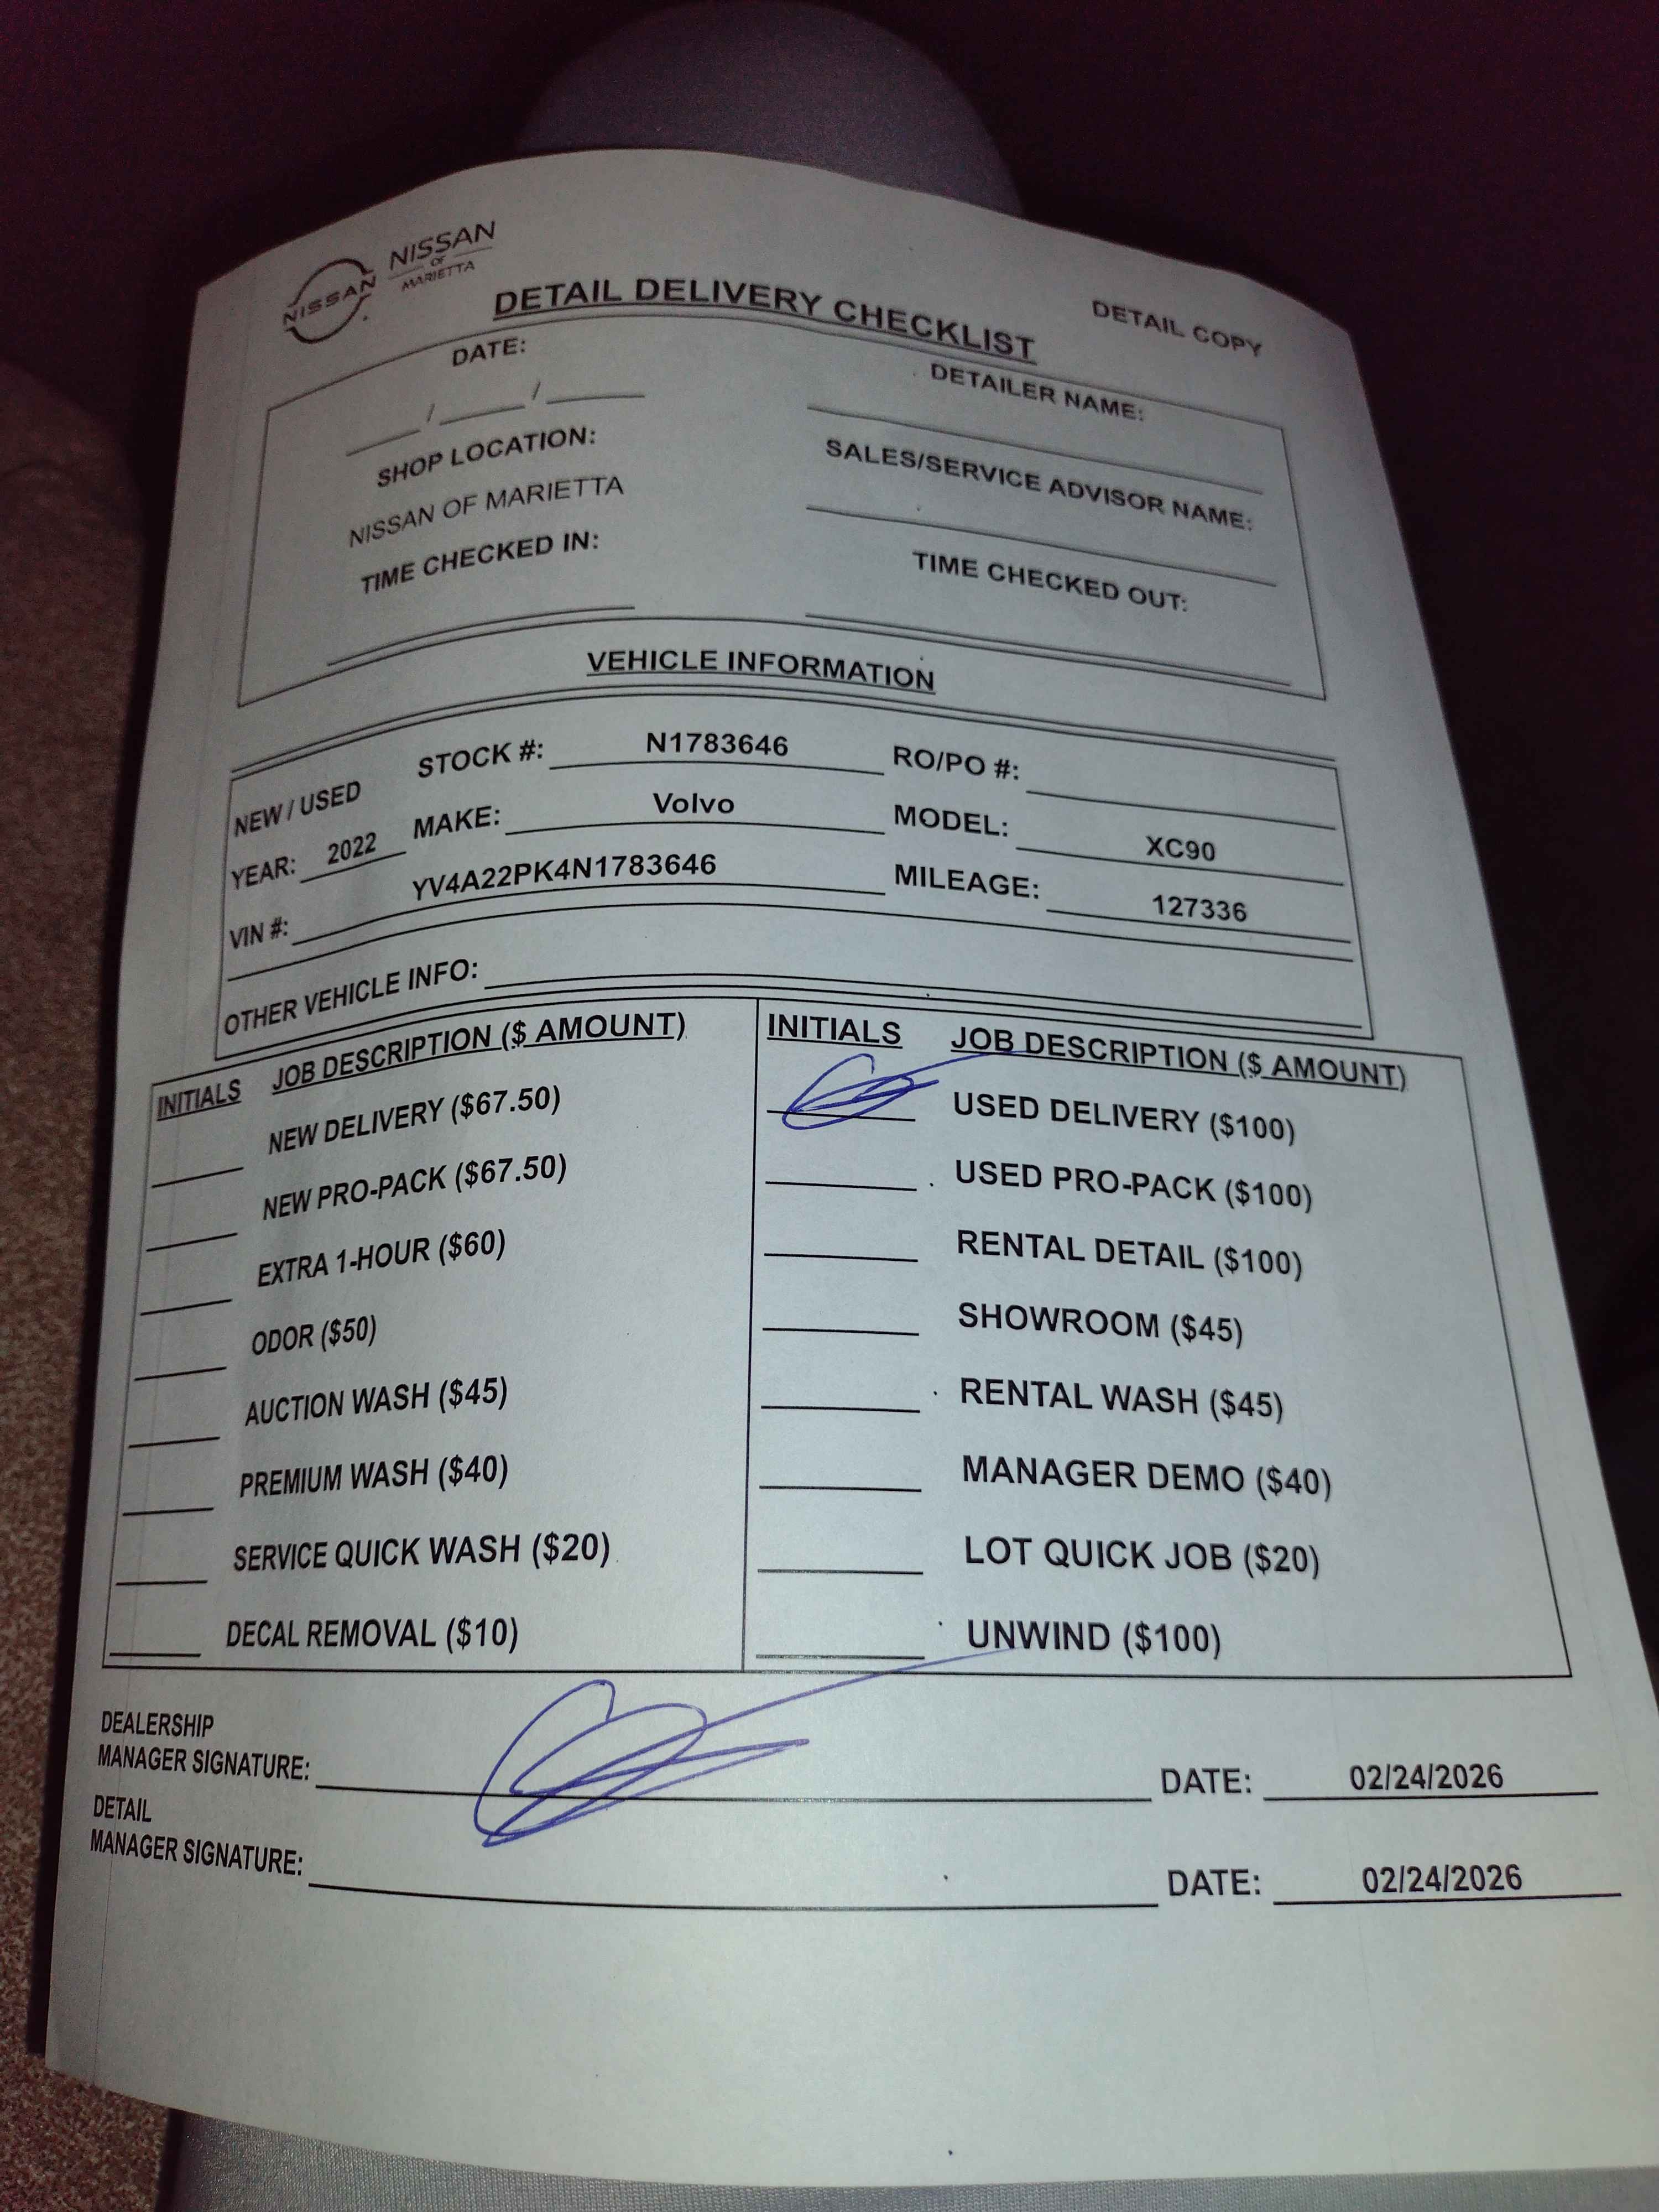 NISSAN
NISSAN
OF
MARIETTA
DETAIL DELIVERY CHECKLIST
DETAIL COPY
DATE:
DETAILER NAME:
/ /
SHOP LOCATION:
SALES/SERVICE ADVISOR NAME:
NISSAN OF MARIETTA
TIME CHECKED IN:
TIME CHECKED OUT:
VEHICLE INFORMATION
NEW / USED STOCK #: N1783646 RO/PO #:
YEAR: 2022 MAKE: Volvo MODEL: XC90
VIN #: YV4A22PK4N1783646 MILEAGE: 127336
OTHER VEHICLE INFO:
INITIALS JOB DESCRIPTION ($ AMOUNT) INITIALS JOB DESCRIPTION ($ AMOUNT)
NEW DELIVERY ($67.50) USED DELIVERY ($100)
NEW PRO-PACK ($67.50) USED PRO-PACK ($100)
EXTRA 1-HOUR ($60) RENTAL DETAIL ($100)
ODOR ($50) SHOWROOM ($45)
AUCTION WASH ($45) RENTAL WASH ($45)
PREMIUM WASH ($40) MANAGER DEMO ($40)
SERVICE QUICK WASH ($20) LOT QUICK JOB ($20)
DECAL REMOVAL ($10) UNWIND ($100)
DEALERSHIP
MANAGER SIGNATURE: DATE: 02/24/2026
DETAIL
MANAGER SIGNATURE: DATE: 02/24/2026